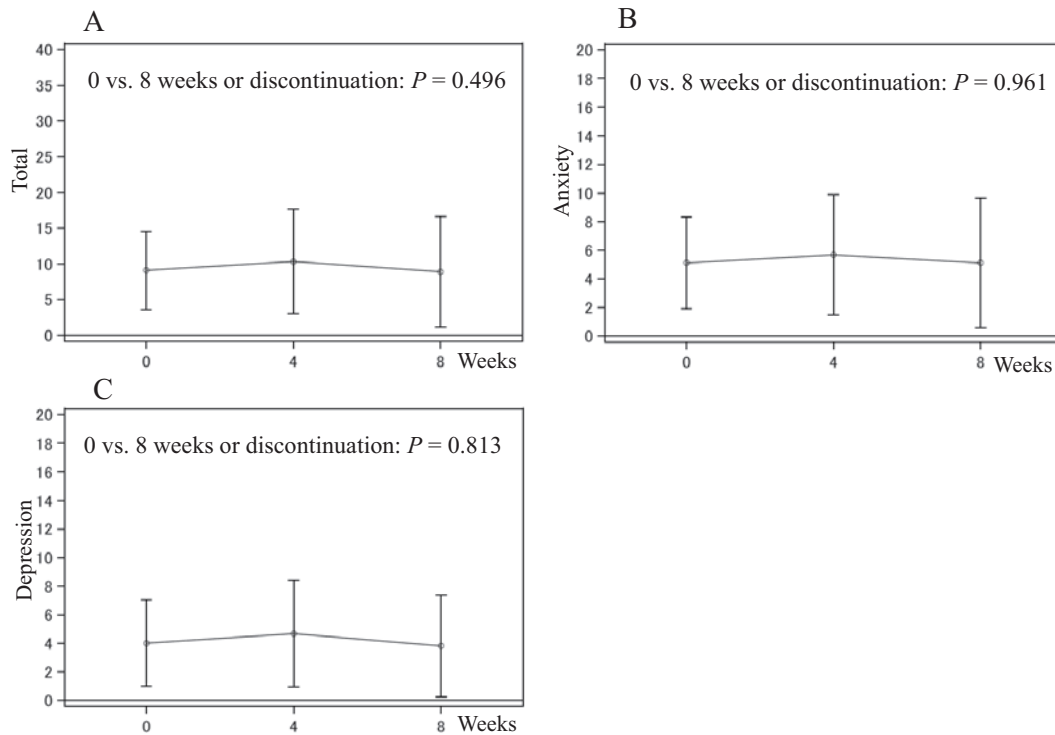 A
40
35
30
25
20
15
10
5
0
Total
0 vs. 8 weeks or discontinuation: P = 0.496
0 4 8 Weeks
B
20
18
16
14
12
10
8
6
4
2
0
Anxiety
0 vs. 8 weeks or discontinuation: P = 0.961
0 4 8 Weeks
C
20
18
16
14
12
10
8
6
4
2
0
Depression
0 vs. 8 weeks or discontinuation: P = 0.813
0 4 8 Weeks